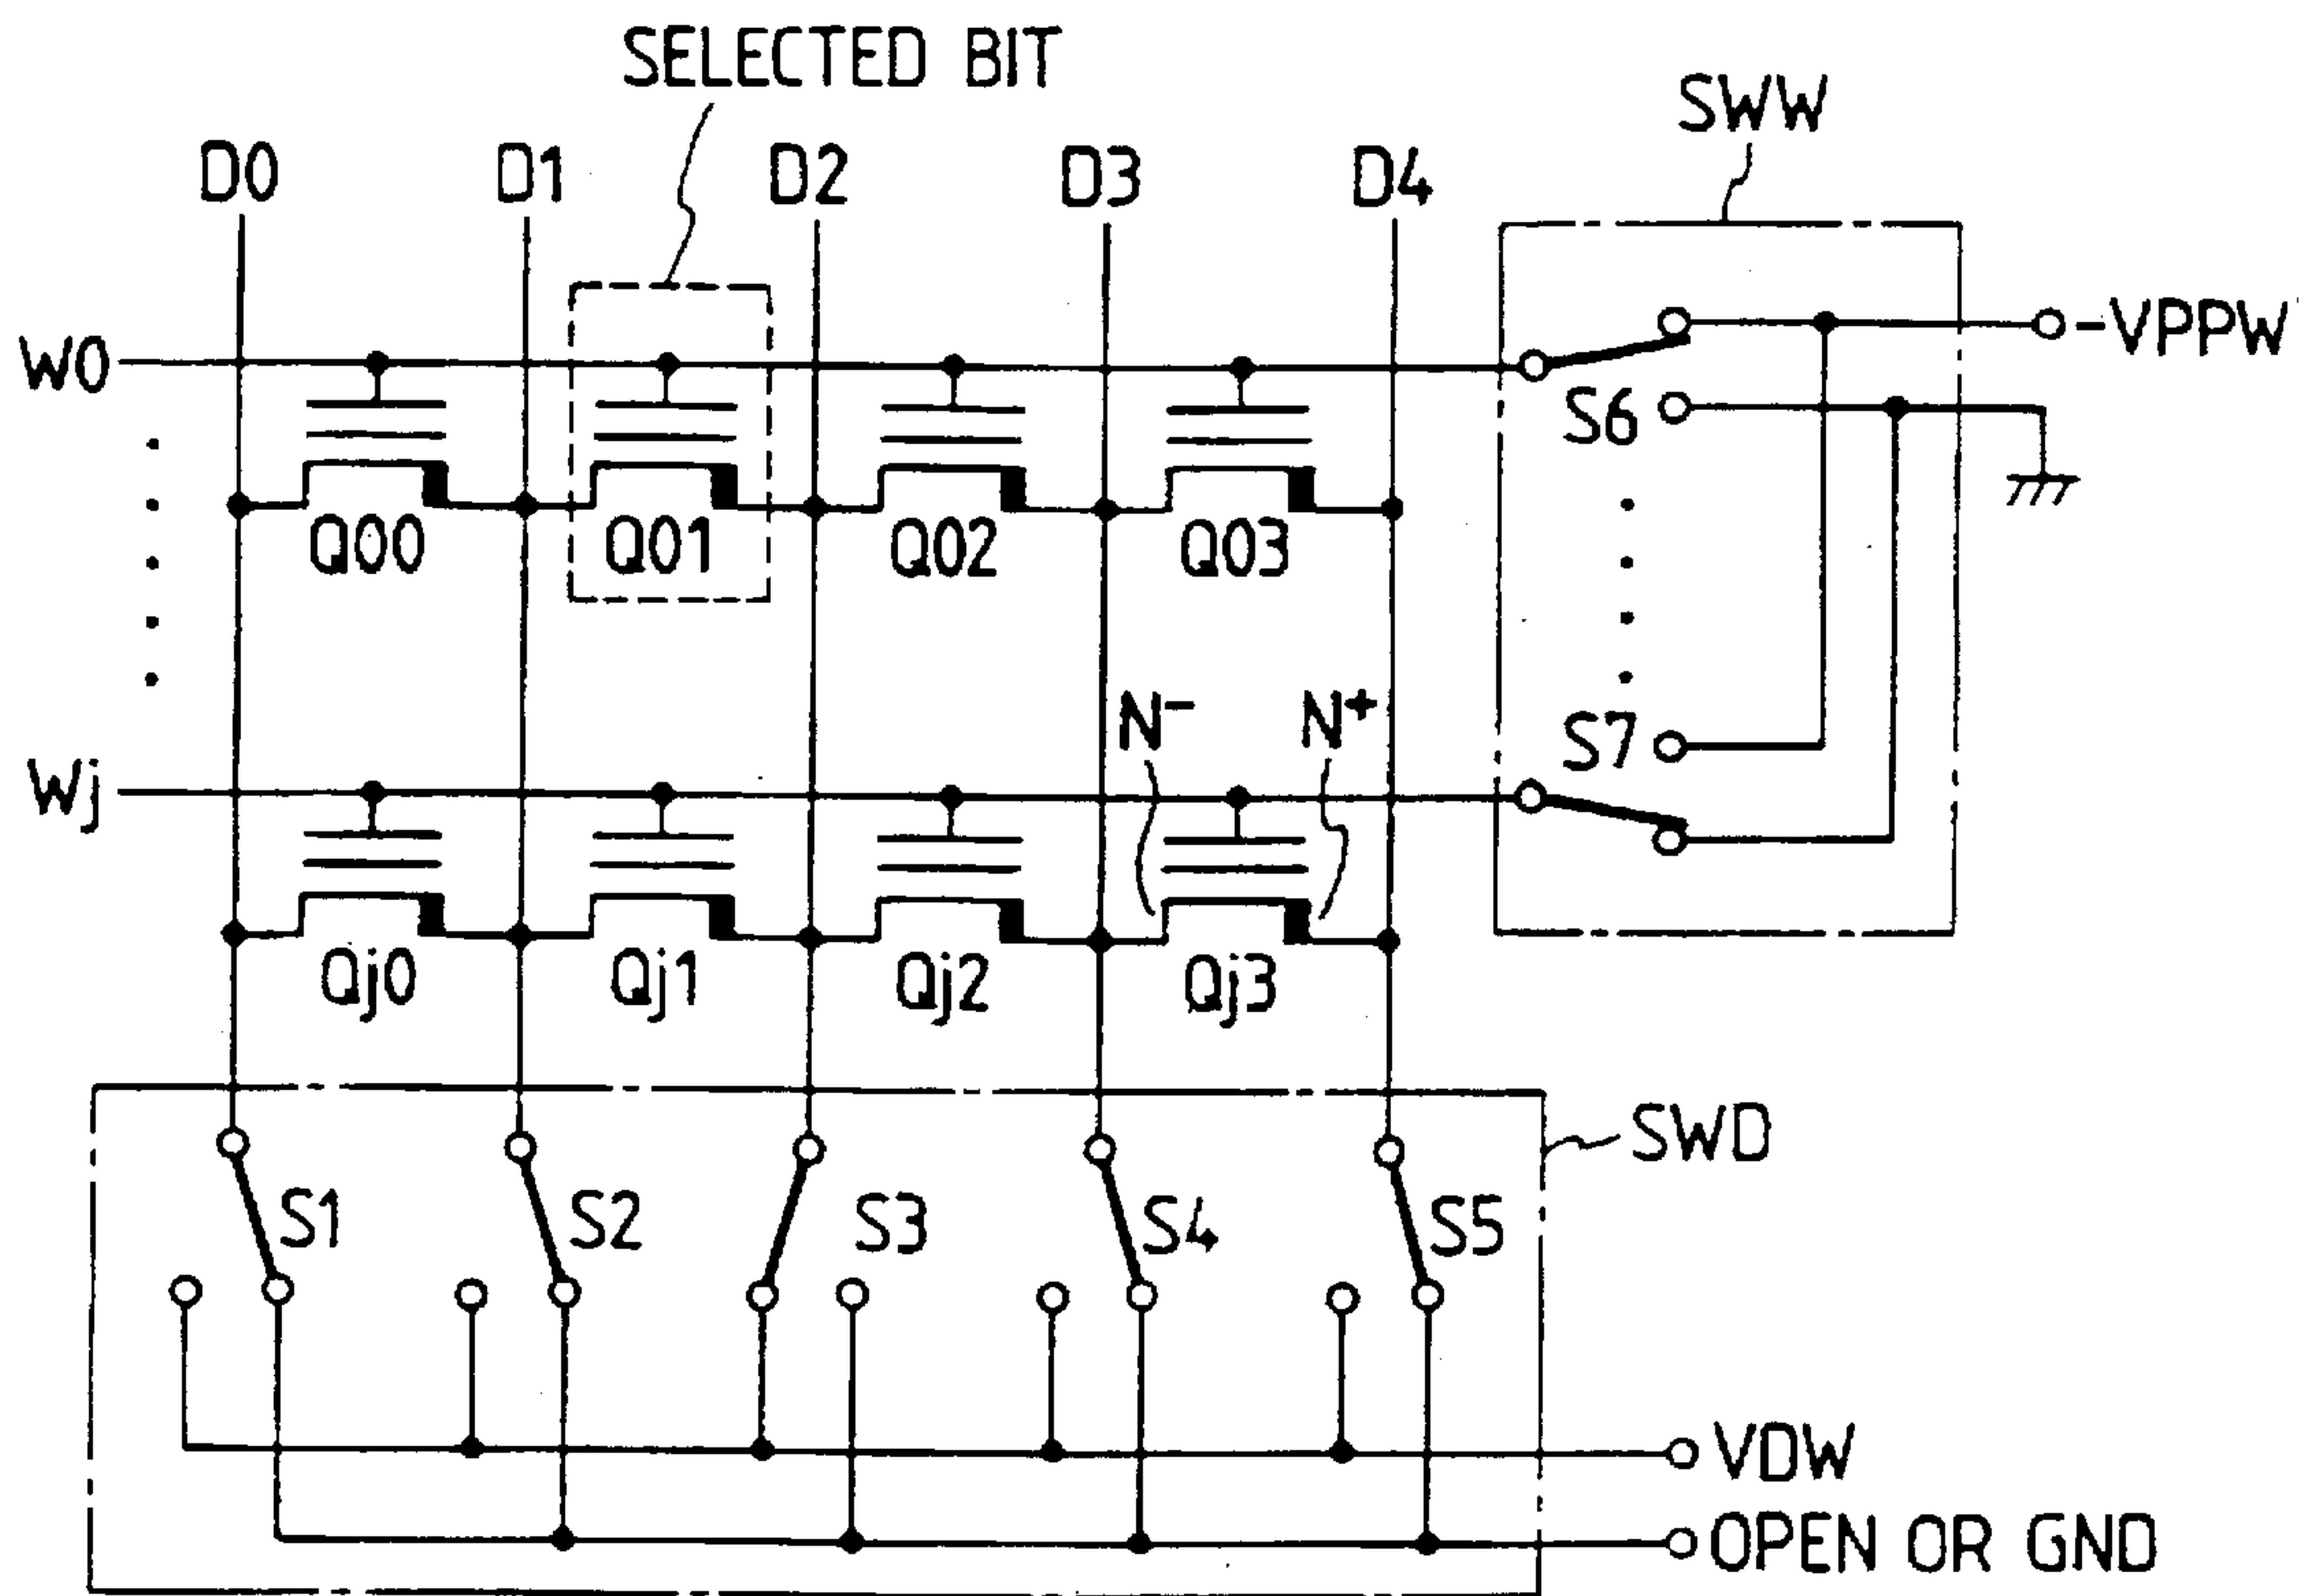 SELECTED BIT
SWW
D0 D1 D2 D3 D4
W0
-VPPW
S6
Q00 Q01 Q02 Q03
N⁻ N⁺
S7
Wj
Qj0 Qj1 Qj2 Qj3
SWD
S1 S2 S3 S4 S5
VDW
OPEN OR GND